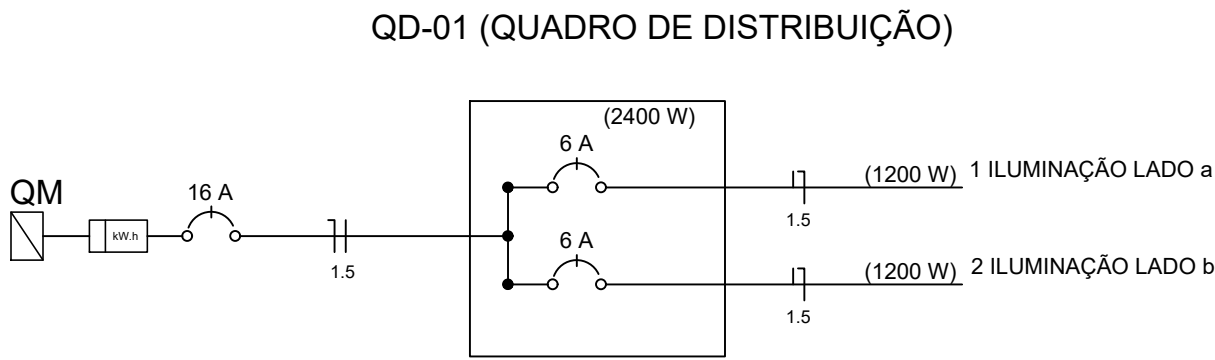 QD-01 (QUADRO DE DISTRIBUIÇÃO)
(2400 W)
6 A
(1200 W) 1 ILUMINAÇÃO LADO a
1.5
QM
16 A
kW.h
1.5
6 A
(1200 W) 2 ILUMINAÇÃO LADO b
1.5